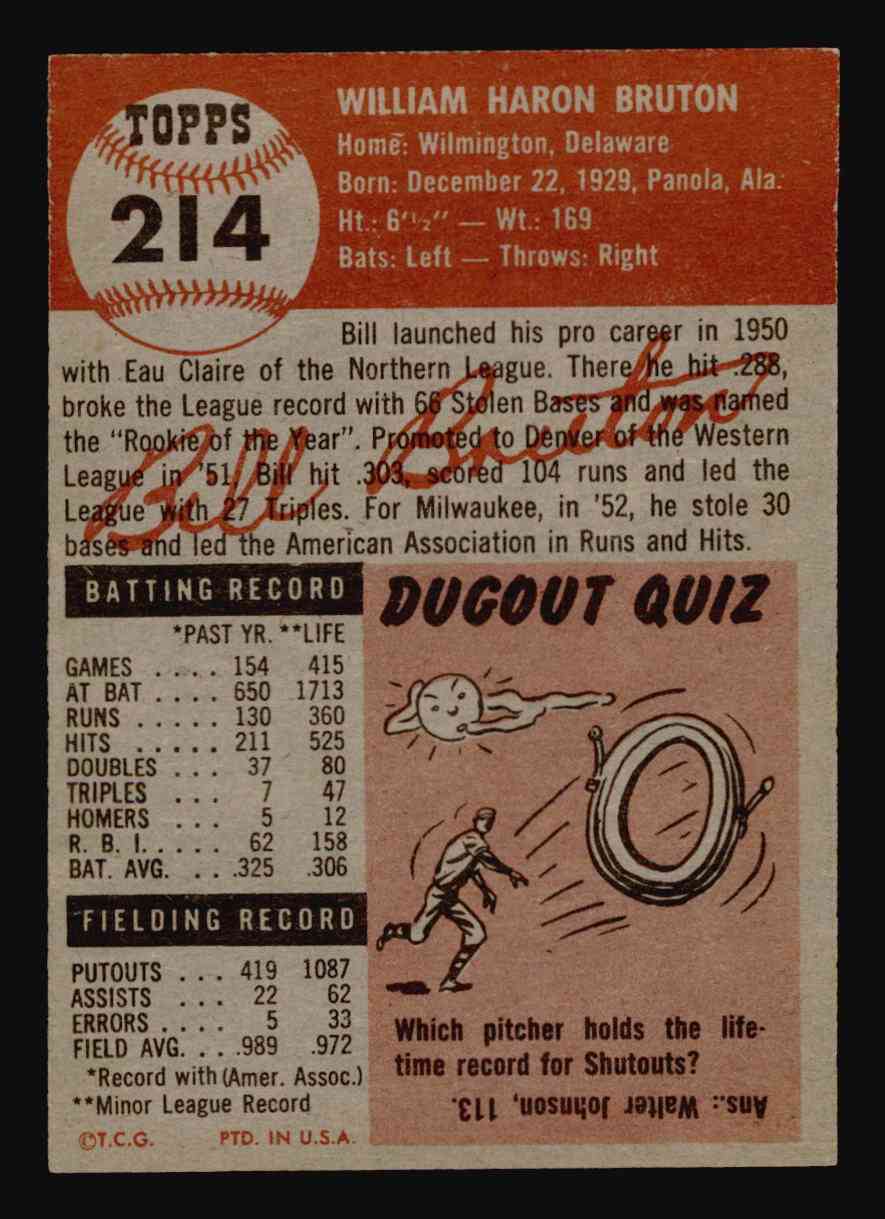 TOPPS
214
WILLIAM HARON BRUTON
Home: Wilmington, Delaware
Born: December 22, 1929, Panola, Ala.
Ht.: 6'½" — Wt.: 169
Bats: Left — Throws: Right
Bill launched his pro career in 1950
with Eau Claire of the Northern League. There he hit .288,
broke the League record with 66 Stolen Bases and was named
the "Rookie of the Year". Promoted to Denver of the Western
League in '51, Bill hit .303, scored 104 runs and led the
League with 27 Triples. For Milwaukee, in '52, he stole 30
bases and led the American Association in Runs and Hits.
Bill Bruton
BATTING RECORD
*PAST YR. **LIFE
GAMES .... 154 415
AT BAT .... 650 1713
RUNS ..... 130 360
HITS ..... 211 525
DOUBLES ... 37 80
TRIPLES ... 7 47
HOMERS ... 5 12
R. B. I. .... 62 158
BAT. AVG. ... .325 .306
FIELDING RECORD
PUTOUTS ... 419 1087
ASSISTS ... 22 62
ERRORS .... 5 33
FIELD AVG. ... .989 .972
*Record with (Amer. Assoc.)
**Minor League Record
©T.C.G. PTD. IN U.S.A.
DUGOUT QUIZ
Which pitcher holds the life-
time record for Shutouts?
Ans.: Walter Johnson, 113.